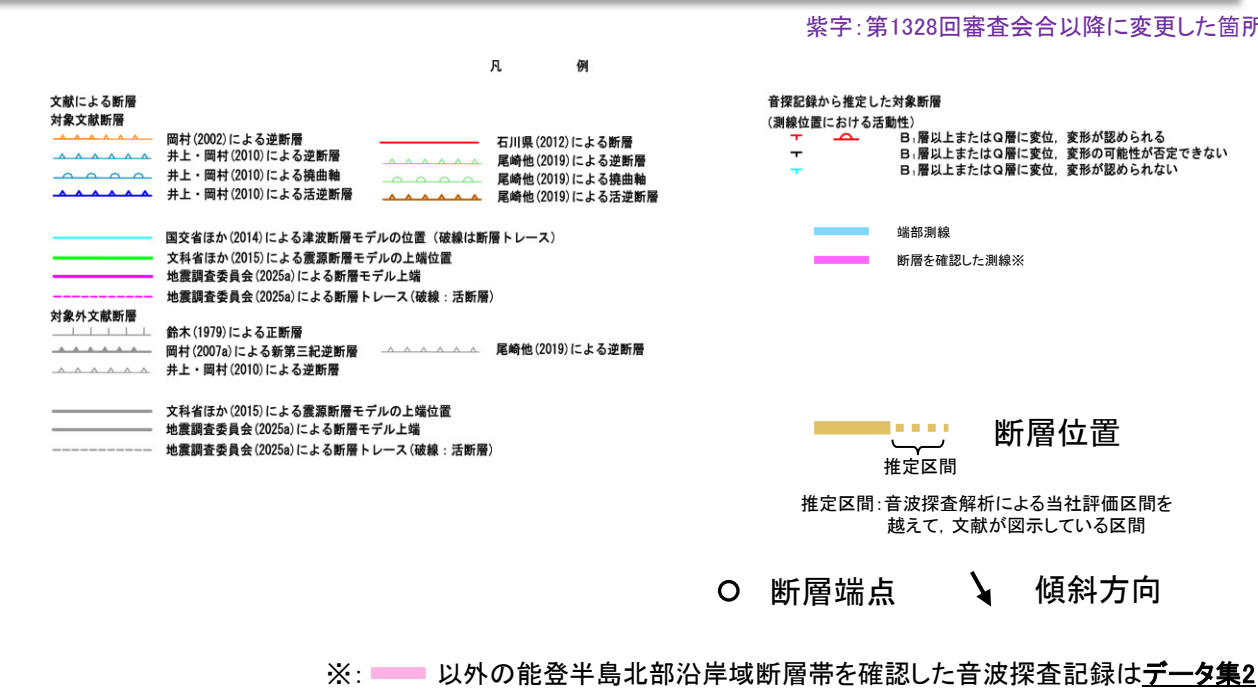 紫字：第1328回審査会合以降に変更した箇所
凡　例
文献による断層
対象文献断層
岡村(2002)による逆断層
井上・岡村(2010)による逆断層
井上・岡村(2010)による撓曲軸
井上・岡村(2010)による活逆断層
石川県(2012)による断層
尾崎他(2019)による逆断層
尾崎他(2019)による撓曲軸
尾崎他(2019)による活逆断層
国交省ほか(2014)による津波断層モデルの位置（破線は断層トレース）
文科省ほか(2015)による震源断層モデルの上端位置
地震調査委員会(2025a)による断層モデル上端
地震調査委員会(2025a)による断層トレース(破線：活断層)
対象外文献断層
鈴木(1979)による正断層
岡村(2007a)による新第三紀逆断層
尾崎他(2019)による逆断層
井上・岡村(2010)による逆断層
文科省ほか(2015)による震源断層モデルの上端位置
地震調査委員会(2025a)による断層モデル上端
地震調査委員会(2025a)による断層トレース(破線：活断層)
音探記録から推定した対象断層
(測線位置における活動性)
B₁層以上またはQ層に変位，変形が認められる
B₁層以上またはQ層に変位，変形の可能性が否定できない
B₁層以上またはQ層に変位，変形が認められない
端部測線
断層を確認した測線※
断層位置
推定区間
推定区間：音波探査解析による当社評価区間を
越えて，文献が図示している区間
断層端点
傾斜方向
※： 以外の能登半島北部沿岸域断層帯を確認した音波探査記録はデータ集2